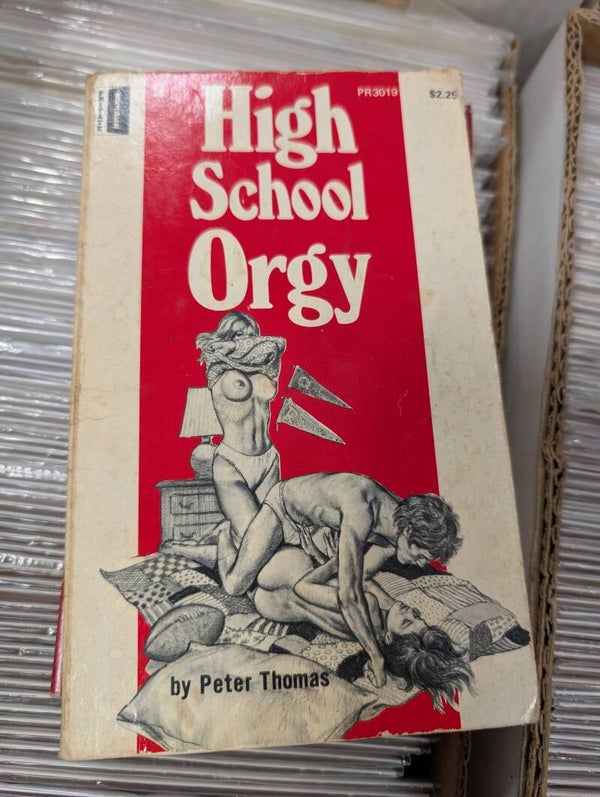 PR3019
$2.25
High
School
Orgy
by Peter Thomas